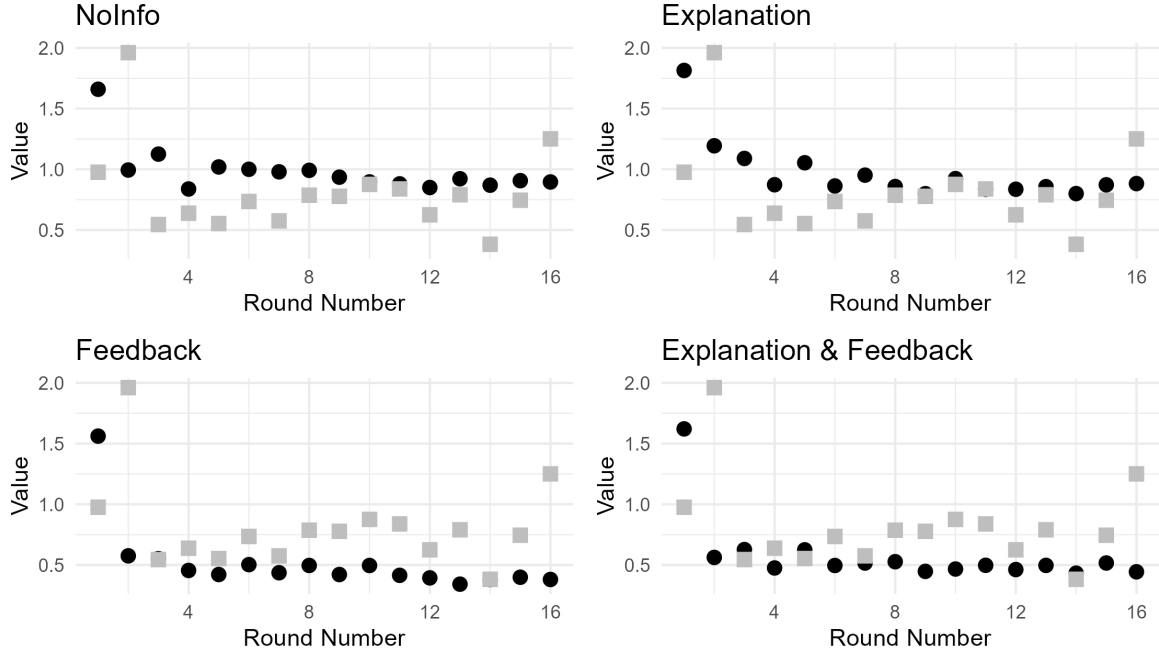 NoInfo
2.0
1.5
1.0
0.5
Value
4 8 12 16
Round Number
Explanation
2.0
1.5
1.0
0.5
Value
4 8 12 16
Round Number
Feedback
2.0
1.5
1.0
0.5
Value
4 8 12 16
Round Number
Explanation & Feedback
2.0
1.5
1.0
0.5
Value
4 8 12 16
Round Number